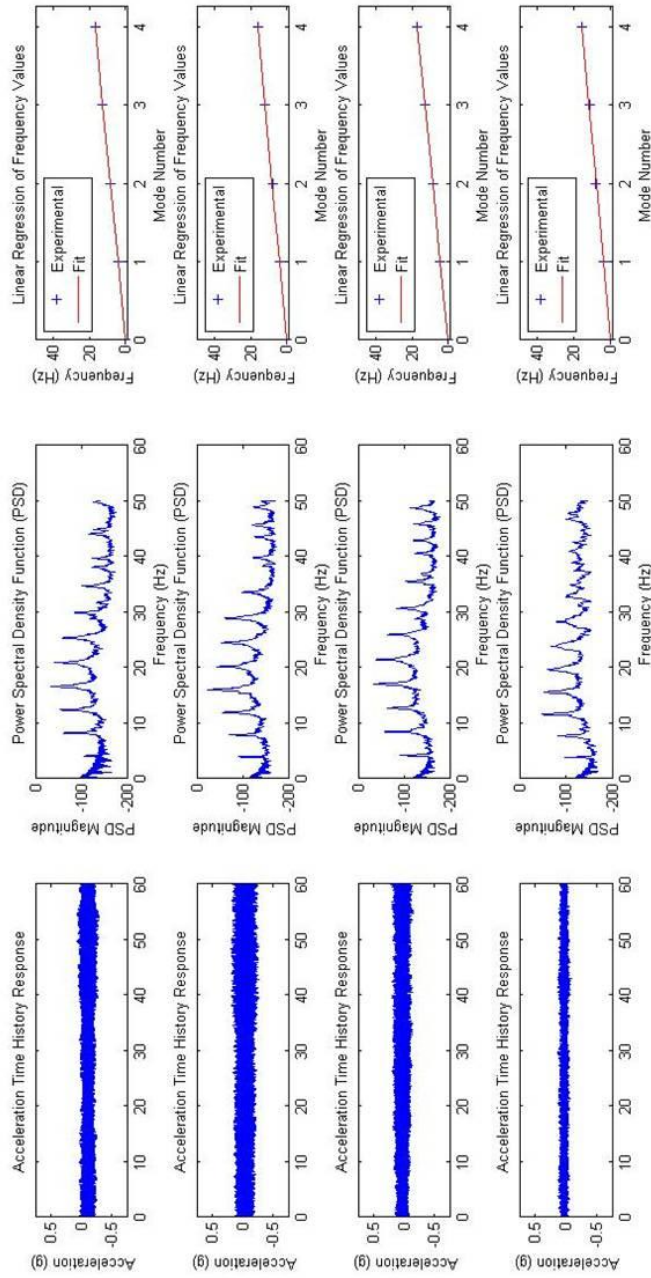 Acceleration Time History Response
Acceleration (g)
0.5
0
-0.5
0 10 20 30 40 50 60
Power Spectral Density Function (PSD)
PSD Magnitude
0
-100
-200
0 10 20 30 40 50 60
Frequency (Hz)
Linear Regression of Frequency Values
Frequency (Hz)
40
20
0
Experimental
Fit
0 1 2 3 4
Mode Number
Acceleration Time History Response
Acceleration (g)
0.5
0
-0.5
0 10 20 30 40 50 60
Power Spectral Density Function (PSD)
PSD Magnitude
0
-100
-200
0 10 20 30 40 50 60
Frequency (Hz)
Linear Regression of Frequency Values
Frequency (Hz)
40
20
0
Experimental
Fit
0 1 2 3 4
Mode Number
Acceleration Time History Response
Acceleration (g)
0.5
0
-0.5
0 10 20 30 40 50 60
Power Spectral Density Function (PSD)
PSD Magnitude
0
-100
-200
0 10 20 30 40 50 60
Frequency (Hz)
Linear Regression of Frequency Values
Frequency (Hz)
40
20
0
Experimental
Fit
0 1 2 3 4
Mode Number
Acceleration Time History Response
Acceleration (g)
0.5
0
-0.5
0 10 20 30 40 50 60
Power Spectral Density Function (PSD)
PSD Magnitude
0
-100
-200
0 10 20 30 40 50 60
Frequency (Hz)
Linear Regression of Frequency Values
Frequency (Hz)
40
20
0
Experimental
Fit
0 1 2 3 4
Mode Number